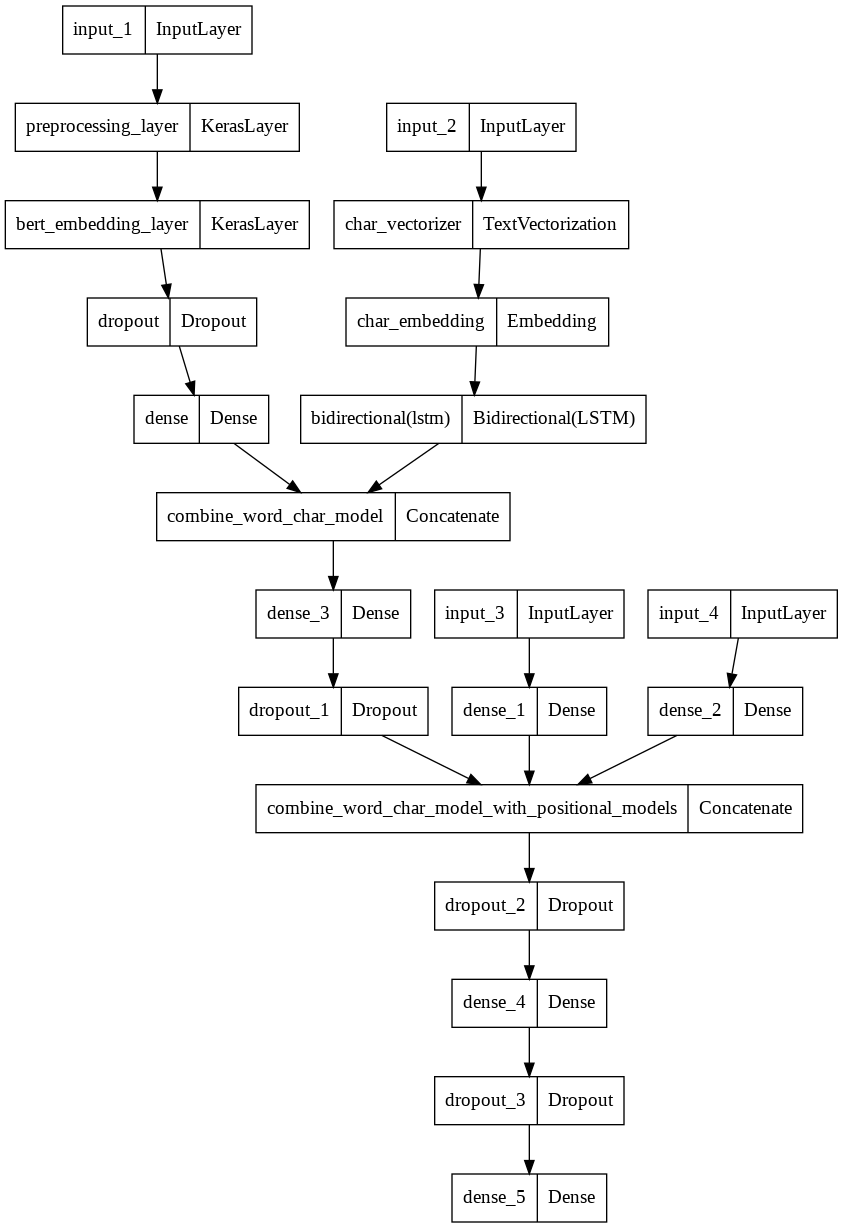 input_1 InputLayer
preprocessing_layer KerasLayer
input_2 InputLayer
bert_embedding_layer KerasLayer
char_vectorizer TextVectorization
dropout Dropout
char_embedding Embedding
dense Dense
bidirectional(lstm) Bidirectional(LSTM)
combine_word_char_model Concatenate
dense_3 Dense
input_3 InputLayer
input_4 InputLayer
dropout_1 Dropout
dense_1 Dense
dense_2 Dense
combine_word_char_model_with_positional_models Concatenate
dropout_2 Dropout
dense_4 Dense
dropout_3 Dropout
dense_5 Dense